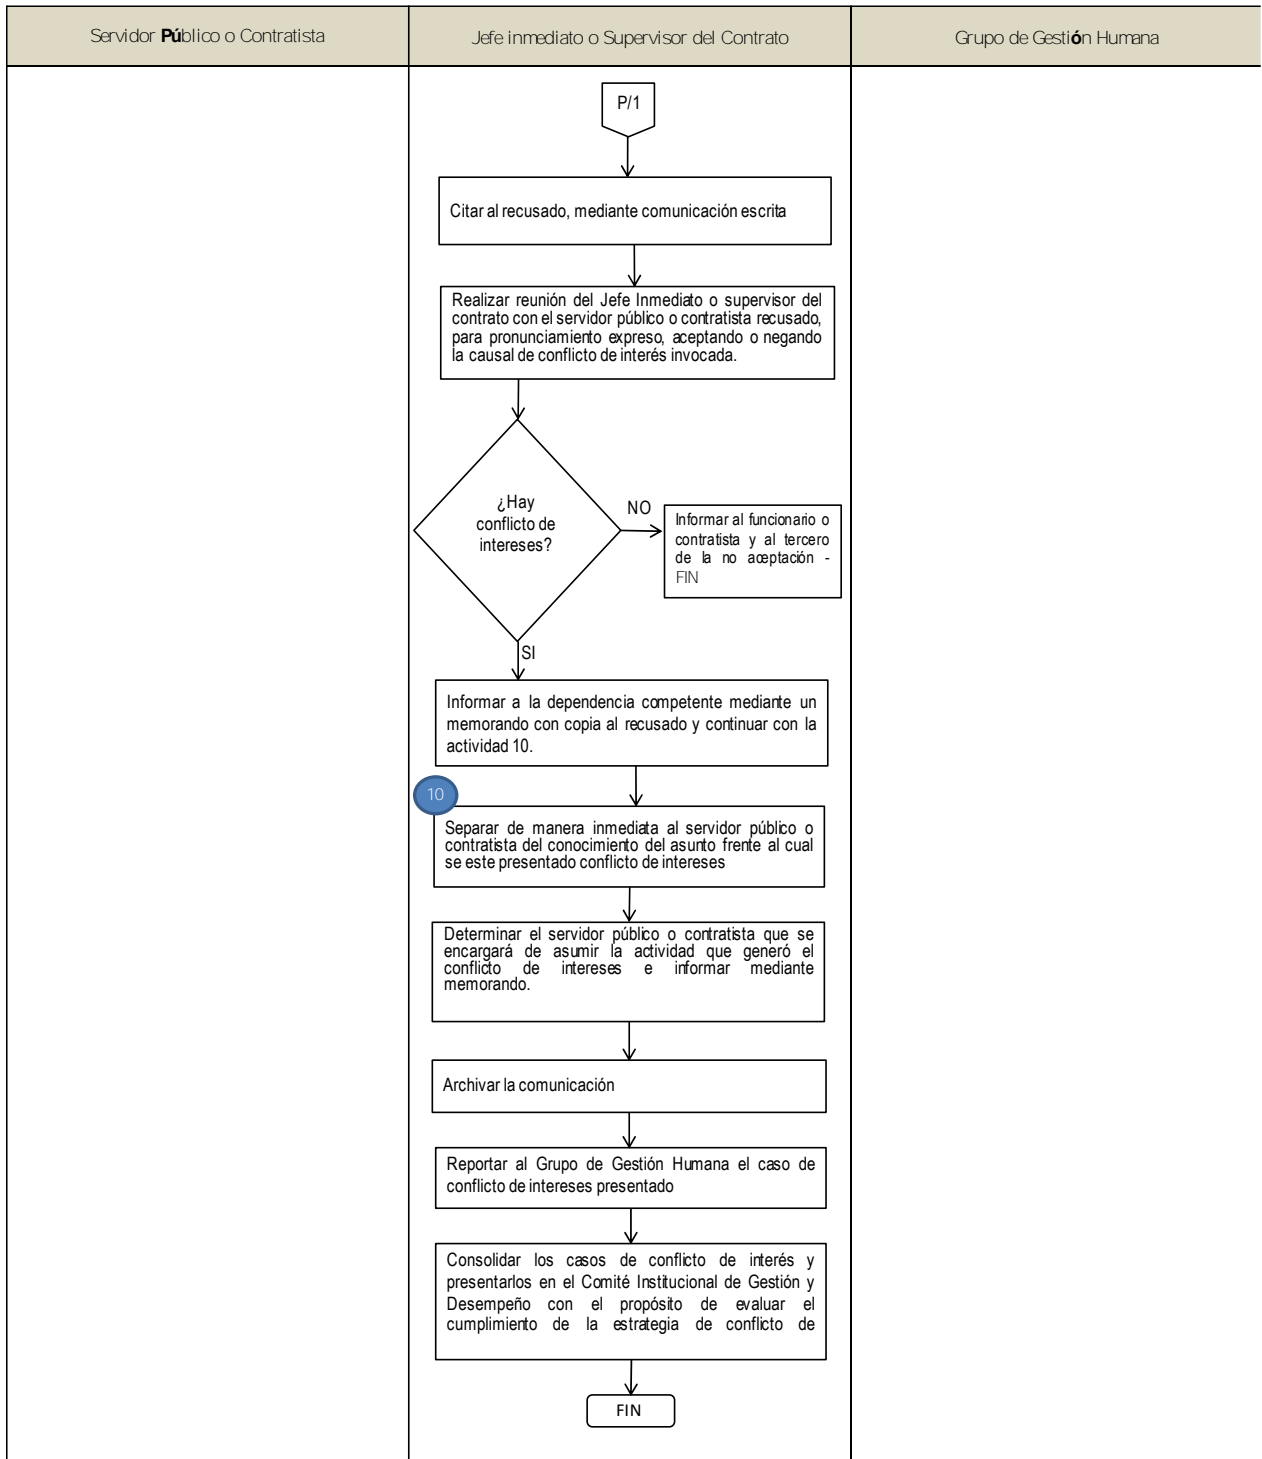 Servidor Público o Contratista
Jefe inmediato o Supervisor del Contrato
Grupo de Gestión Humana
P/1
Citar al recusado, mediante comunicación escrita
Realizar reunión del Jefe Inmediato o supervisor del
contrato con el servidor público o contratista recusado,
para pronunciamiento expreso, aceptando o negando
la causal de conflicto de interés invocada.
¿Hay
conflicto de
intereses?
NO
Informar al funcionario o
contratista y al tercero
de la no aceptación -
FIN
SI
Informar a la dependencia competente mediante un
memorando con copia al recusado y continuar con la
actividad 10.
10
Separar de manera inmediata al servidor público o
contratista del conocimiento del asunto frente al cual
se este presentado conflicto de intereses
Determinar el servidor público o contratista que se
encargará de asumir la actividad que generó el
conflicto de intereses e informar mediante
memorando.
Archivar la comunicación
Reportar al Grupo de Gestión Humana el caso de
conflicto de intereses presentado
Consolidar los casos de conflicto de interés y
presentarlos en el Comité Institucional de Gestión y
Desempeño con el propósito de evaluar el
cumplimiento de la estrategia de conflicto de
FIN